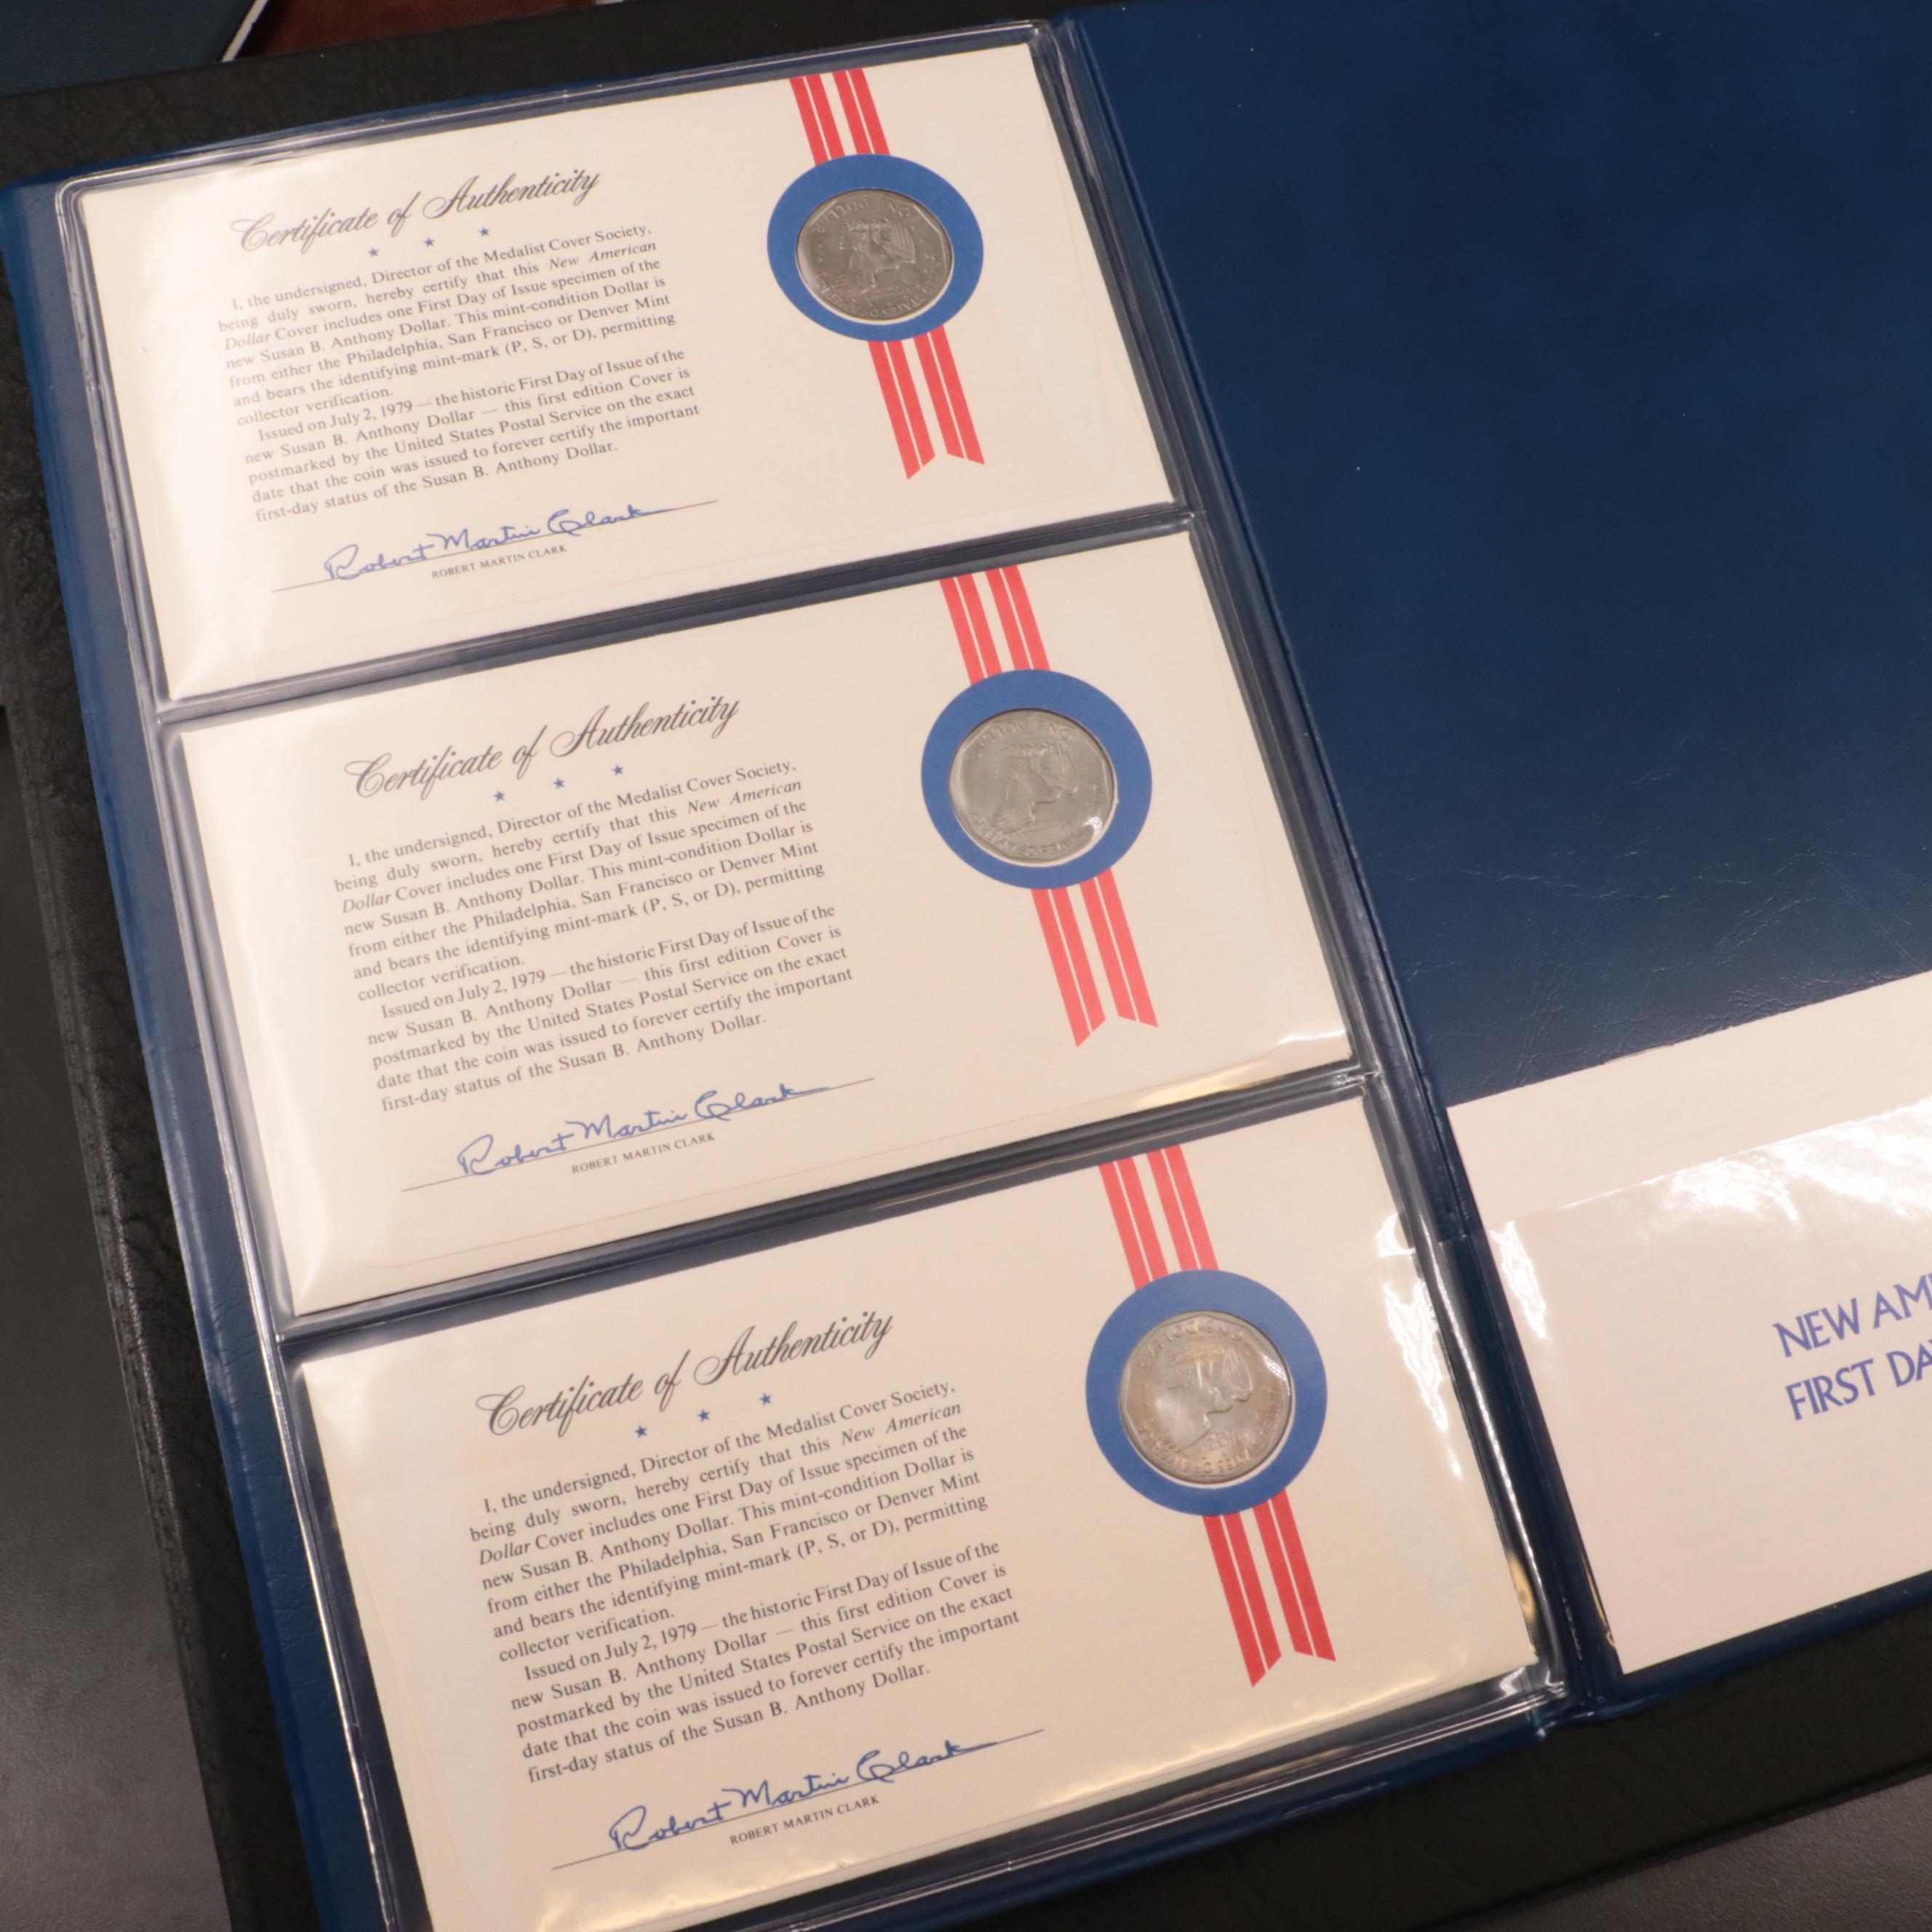 Certificate of Authenticity
I, the undersigned, Director of the Medalist Cover Society,
being duly sworn, hereby certify that this New American
Dollar Cover includes one First Day of Issue specimen of the
new Susan B. Anthony Dollar. This mint-condition Dollar is
from either the Philadelphia, San Francisco or Denver Mint
and bears the identifying mint-mark (P, S, or D), permitting
collector verification.
Issued on July 2, 1979 — the historic First Day of Issue of the
new Susan B. Anthony Dollar — this first edition Cover is
postmarked by the United States Postal Service on the exact
date that the coin was issued to forever certify the important
first-day status of the Susan B. Anthony Dollar.
Robert Martin Clark
ROBERT MARTIN CLARK
Certificate of Authenticity
I, the undersigned, Director of the Medalist Cover Society,
being duly sworn, hereby certify that this New American
Dollar Cover includes one First Day of Issue specimen of the
new Susan B. Anthony Dollar. This mint-condition Dollar is
from either the Philadelphia, San Francisco or Denver Mint
and bears the identifying mint-mark (P, S, or D), permitting
collector verification.
Issued on July 2, 1979 — the historic First Day of Issue of the
new Susan B. Anthony Dollar — this first edition Cover is
postmarked by the United States Postal Service on the exact
date that the coin was issued to forever certify the important
first-day status of the Susan B. Anthony Dollar.
Robert Martin Clark
ROBERT MARTIN CLARK
Certificate of Authenticity
I, the undersigned, Director of the Medalist Cover Society,
being duly sworn, hereby certify that this New American
Dollar Cover includes one First Day of Issue specimen of the
new Susan B. Anthony Dollar. This mint-condition Dollar is
from either the Philadelphia, San Francisco or Denver Mint
and bears the identifying mint-mark (P, S, or D), permitting
collector verification.
Issued on July 2, 1979 — the historic First Day of Issue of the
new Susan B. Anthony Dollar — this first edition Cover is
postmarked by the United States Postal Service on the exact
date that the coin was issued to forever certify the important
first-day status of the Susan B. Anthony Dollar.
Robert Martin Clark
ROBERT MARTIN CLARK
NEW AM
FIRST DA